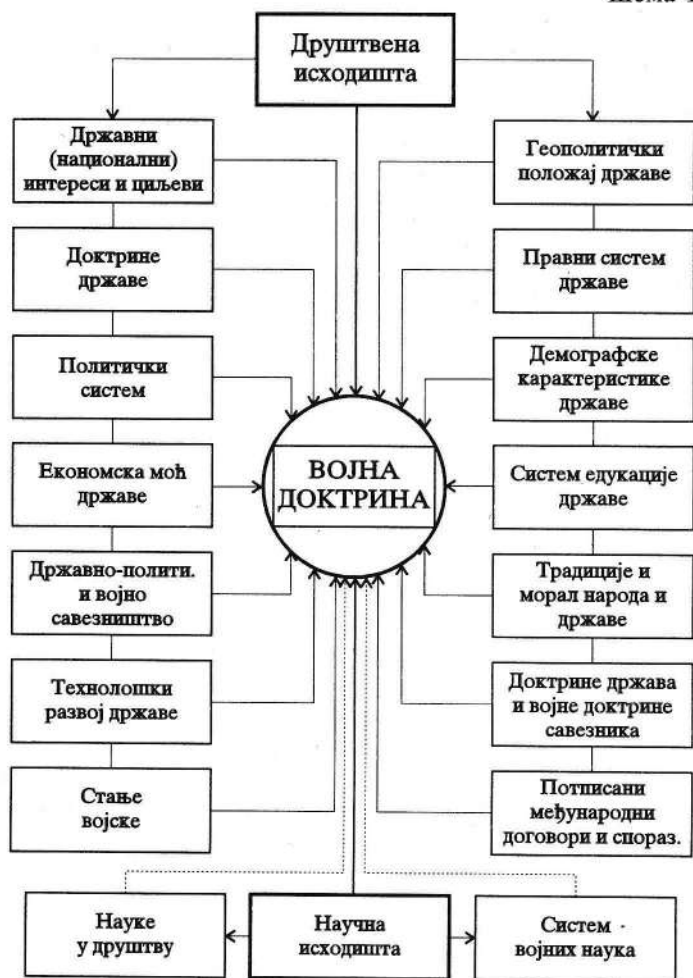 Друштвена
исходишта
Државни
(национални)
интереси и циљеви
Геополитички
положај државе
Доктрине
државе
Правни систем
државе
Политички
систем
Демографске
карактеристике
државе
Економска моћ
државе
ВОЈНА
ДОКТРИНА
Систем едукације
државе
Државно-полити.
и војно
савезништво
Традиције и
морал народа и
државе
Технолошки
развој државе
Доктрине држава
и војне доктрине
савезника
Стање
војске
Потписани
међународни
договори и спораз.
Науке
у друштву
Научна
исходишта
Систем
војних наука